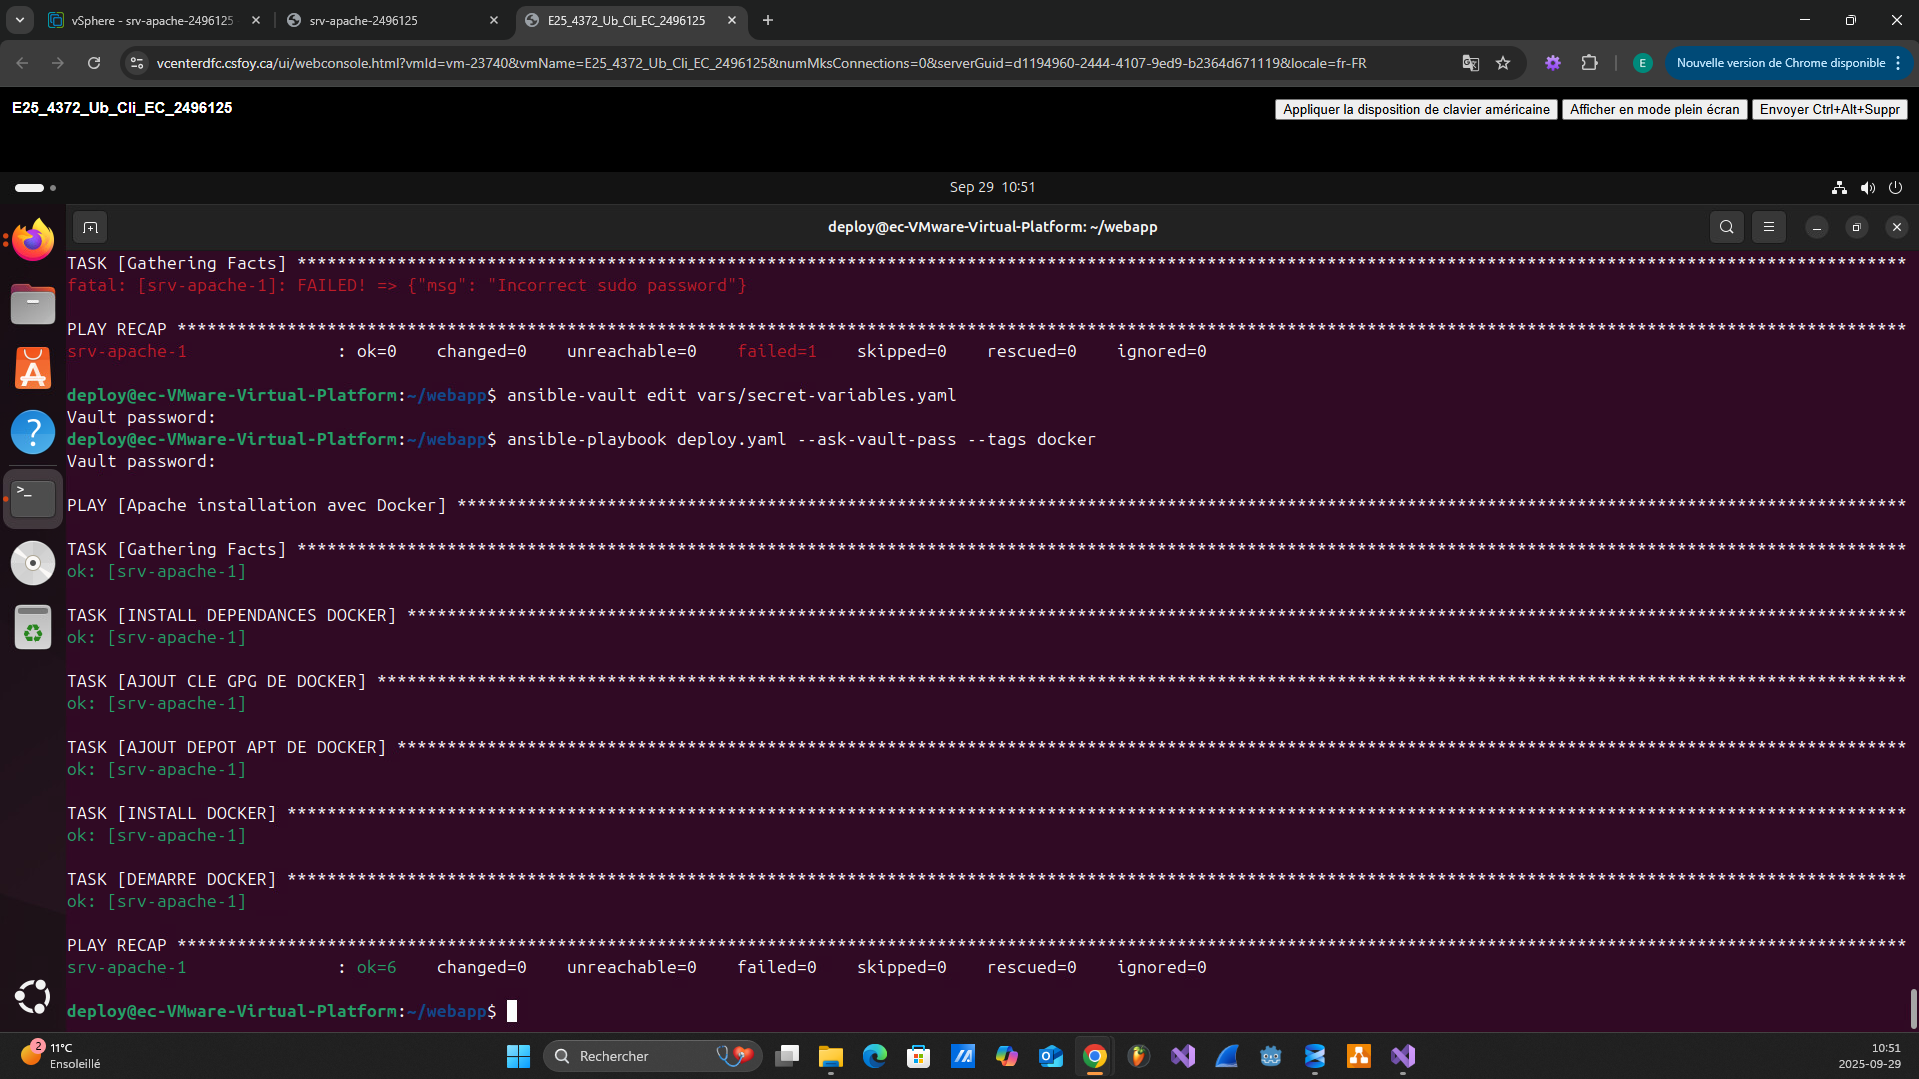 vSphere - srv-apache-2496125
srv-apache-2496125
E25_4372_Ub_Cli_EC_2496125
vcenterdfc.csfoy.ca/ui/webconsole.html?vmId=vm-23740&vmName=E25_4372_Ub_Cli_EC_2496125&numMksConnections=0&serverGuid=d1194960-2444-4107-9ed9-b2364d671119&locale=fr-FR
E
Nouvelle version de Chrome disponible
E25_4372_Ub_Cli_EC_2496125
Appliquer la disposition de clavier américaine
Afficher en mode plein écran
Envoyer Ctrl+Alt+Suppr
Sep 29 10:51
deploy@ec-VMware-Virtual-Platform: ~/webapp
TASK [Gathering Facts] *****************************************************************************************************************************************************************
fatal: [srv-apache-1]: FAILED! => {"msg": "Incorrect sudo password"}
PLAY RECAP *****************************************************************************************************************************************************************************
srv-apache-1 : ok=0 changed=0 unreachable=0 failed=1 skipped=0 rescued=0 ignored=0
deploy@ec-VMware-Virtual-Platform:~/webapp$ ansible-vault edit vars/secret-variables.yaml
Vault password:
deploy@ec-VMware-Virtual-Platform:~/webapp$ ansible-playbook deploy.yaml --ask-vault-pass --tags docker
Vault password:
PLAY [Apache installation avec Docker] *************************************************************************************************************************************************
TASK [Gathering Facts] *****************************************************************************************************************************************************************
ok: [srv-apache-1]
TASK [INSTALL DEPENDANCES DOCKER] ******************************************************************************************************************************************************
ok: [srv-apache-1]
TASK [AJOUT CLE GPG DE DOCKER] *********************************************************************************************************************************************************
ok: [srv-apache-1]
TASK [AJOUT DEPOT APT DE DOCKER] *******************************************************************************************************************************************************
ok: [srv-apache-1]
TASK [INSTALL DOCKER] ******************************************************************************************************************************************************************
ok: [srv-apache-1]
TASK [DEMARRE DOCKER] ******************************************************************************************************************************************************************
ok: [srv-apache-1]
PLAY RECAP *****************************************************************************************************************************************************************************
srv-apache-1 : ok=6 changed=0 unreachable=0 failed=0 skipped=0 rescued=0 ignored=0
deploy@ec-VMware-Virtual-Platform:~/webapp$
2
11°C
Ensoleillé
Rechercher
10:51
2025-09-29